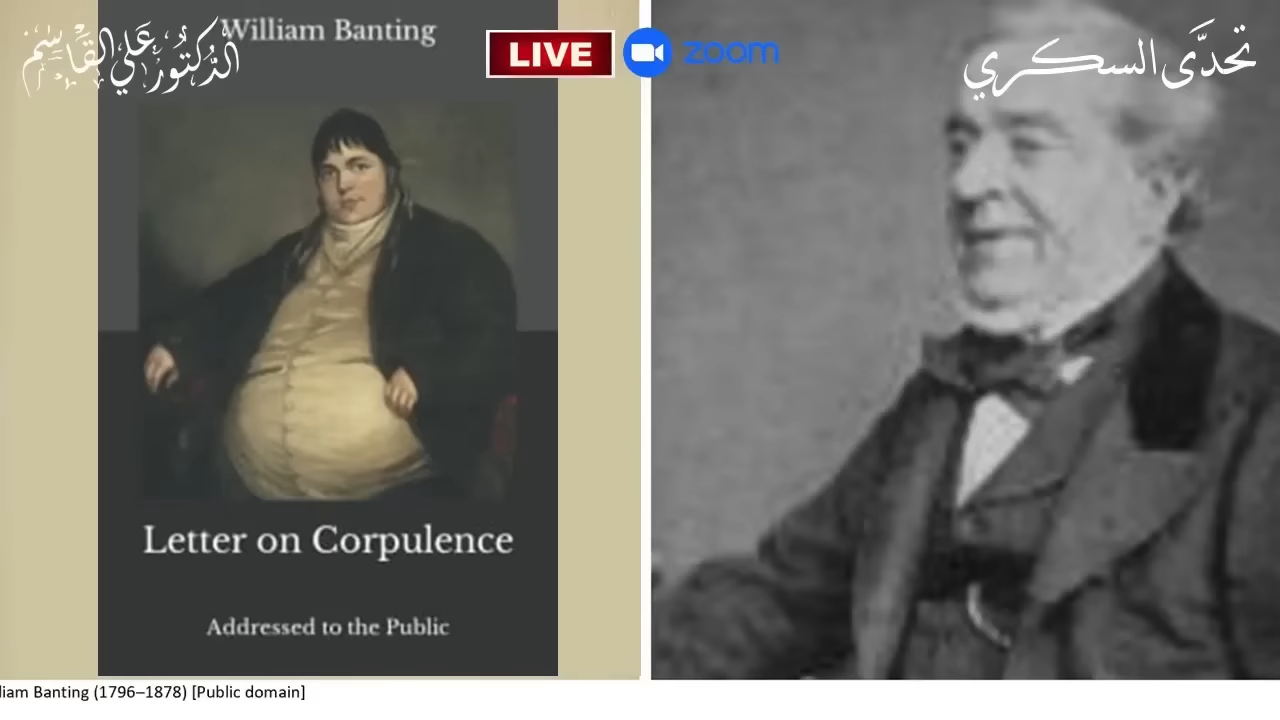 William Banting
الدكتور علي القاسم
LIVE
zoom
تحدَّى السكري
Letter on Corpulence
Addressed to the Public
liam Banting (1796–1878) [Public domain]